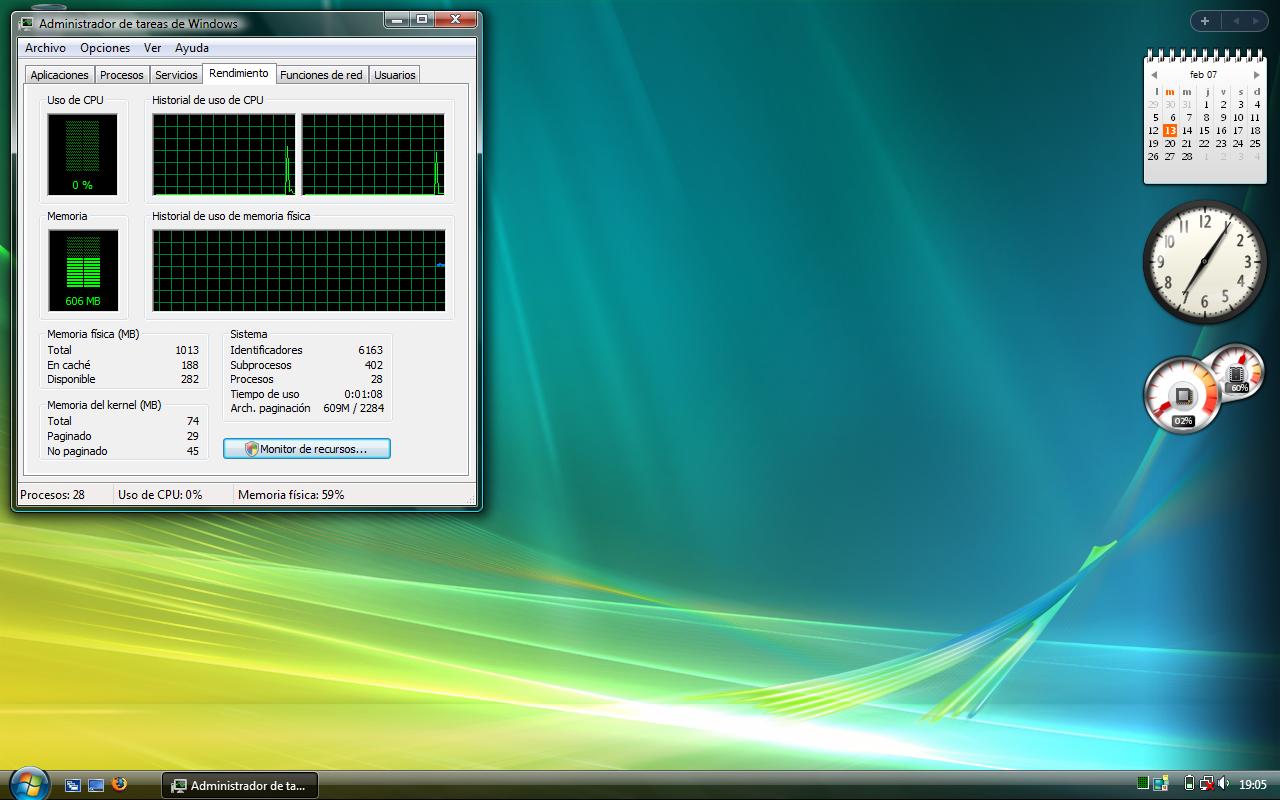 Administrador de tareas de Windows
Archivo Opciones Ver Ayuda
Aplicaciones Procesos Servicios Rendimiento Funciones de red Usuarios
Uso de CPU Historial de uso de CPU
0 %
Memoria Historial de uso de memoria física
606 MB
Memoria física (MB)
Total 1013
En caché 188
Disponible 282
Memoria del kernel (MB)
Total 74
Paginado 29
No paginado 45
Sistema
Identificadores 6163
Subprocesos 402
Procesos 28
Tiempo de uso 0:01:08
Arch. paginación 609M / 2284
Monitor de recursos...
Procesos: 28 Uso de CPU: 0% Memoria física: 59%
feb 07
l m m j v s d
29 30 31 1 2 3 4
5 6 7 8 9 10 11
12 13 14 15 16 17 18
19 20 21 22 23 24 25
26 27 28 1 2 3 4
12 1 2 3 4 5 6 7 8 9 10 11
60%
02%
Administrador de ta...
19:05